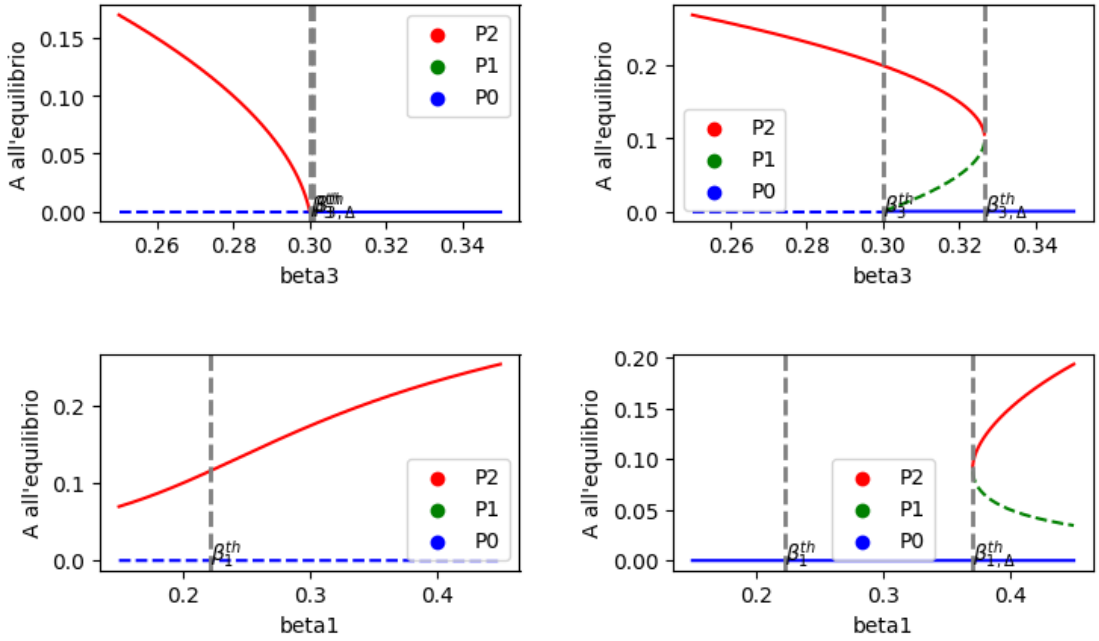 A all'equilibrio
0.15
0.10
0.05
0.00
P2
P1
P0
0.26 0.28 0.30 0.32 0.34
beta3
A all'equilibrio
0.2
0.1
0.0
P2
P1
P0
β₃ᵗʰ
β₃,Δᵗʰ
0.26 0.28 0.30 0.32 0.34
beta3
A all'equilibrio
0.2
0.1
0.0
P2
P1
P0
β₁ᵗʰ
0.2 0.3 0.4
beta1
A all'equilibrio
0.20
0.15
0.10
0.05
0.00
P2
P1
P0
β₁ᵗʰ
β₁,Δᵗʰ
0.2 0.3 0.4
beta1